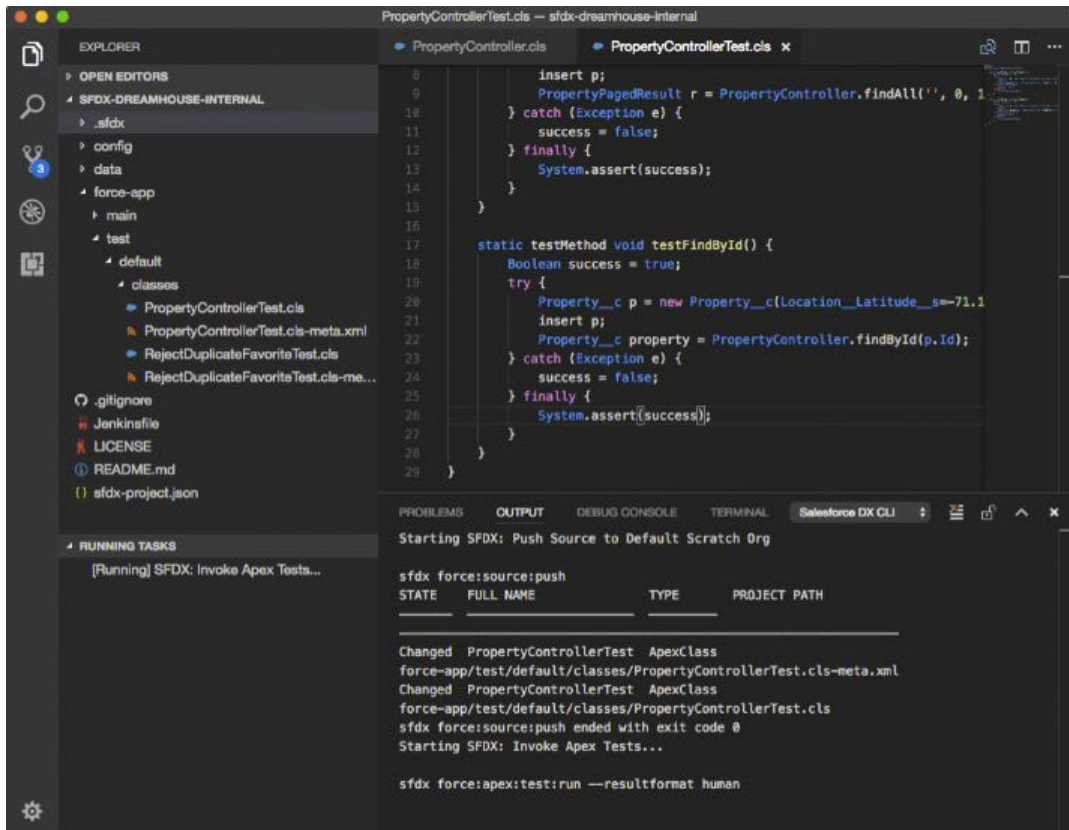 PropertyControllerTest.cls — sfdx-dreamhouse-internal
EXPLORER
OPEN EDITORS
SFDX-DREAMHOUSE-INTERNAL
.sfdx
config
data
force-app
main
test
default
classes
PropertyControllerTest.cls
PropertyControllerTest.cls-meta.xml
RejectDuplicateFavoriteTest.cls
RejectDuplicateFavoriteTest.cls-me...
.gitignore
Jenkinsfile
LICENSE
README.md
{} sfdx-project.json
RUNNING TASKS
[Running] SFDX: Invoke Apex Tests...
3
PropertyController.cls
PropertyControllerTest.cls ×
8 insert p;
9 PropertyPagedResult r = PropertyController.findAll('', 0, 1
10 } catch (Exception e) {
11 success = false;
12 } finally {
13 System.assert(success);
14 }
15 }
16
17 static testMethod void testFindById() {
18 Boolean success = true;
19 try {
20 Property__c p = new Property__c(Location__Latitude__s=-71.1
21 insert p;
22 Property__c property = PropertyController.findById(p.Id);
23 } catch (Exception e) {
24 success = false;
25 } finally {
26 System.assert(success);
27 }
28 }
29 }
PROBLEMS OUTPUT DEBUG CONSOLE TERMINAL Salesforce DX CLI
Starting SFDX: Push Source to Default Scratch Org
sfdx force:source:push
STATE FULL NAME TYPE PROJECT PATH
Changed PropertyControllerTest ApexClass
force-app/test/default/classes/PropertyControllerTest.cls-meta.xml
Changed PropertyControllerTest ApexClass
force-app/test/default/classes/PropertyControllerTest.cls
sfdx force:source:push ended with exit code 0
Starting SFDX: Invoke Apex Tests...
sfdx force:apex:test:run --resultformat human